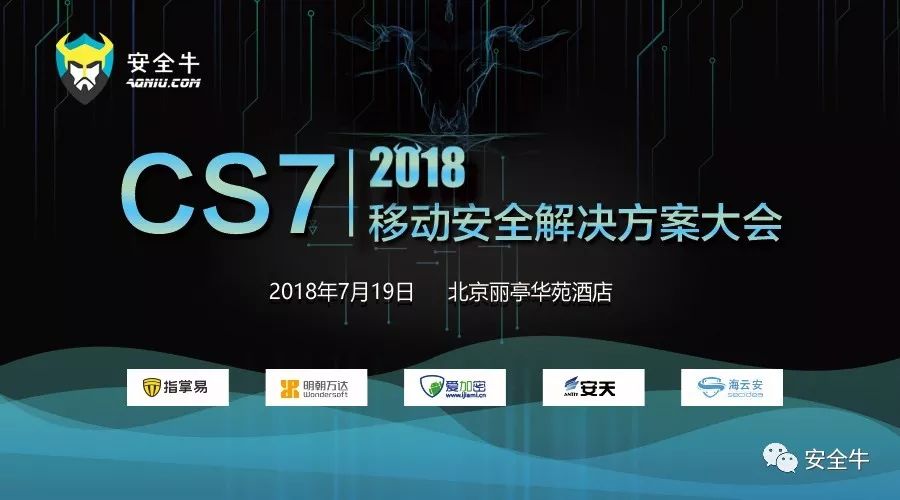 安全牛
AQNIU.COM
CS7
2018
移动安全解决方案大会
2018年7月19日 北京丽亭华苑酒店
指掌易
明朝万达
Wondersoft
爱加密
www.ijiami.cn
ANTIY 安天
海云安
secidea
安全牛